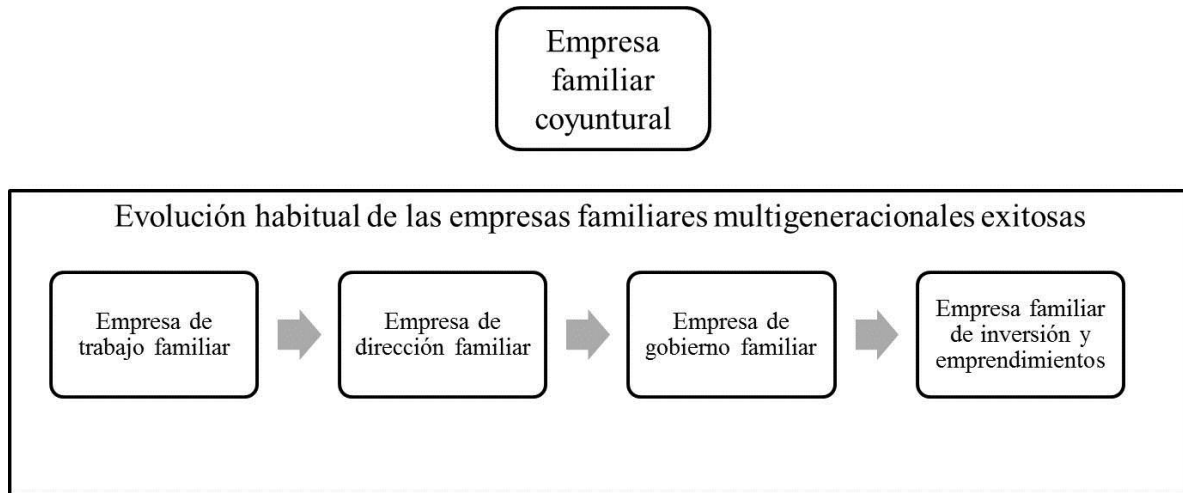 Empresa
familiar
coyuntural
Evolución habitual de las empresas familiares multigeneracionales exitosas
Empresa de
trabajo familiar
Empresa de
dirección familiar
Empresa de
gobierno familiar
Empresa familiar
de inversión y
emprendimientos